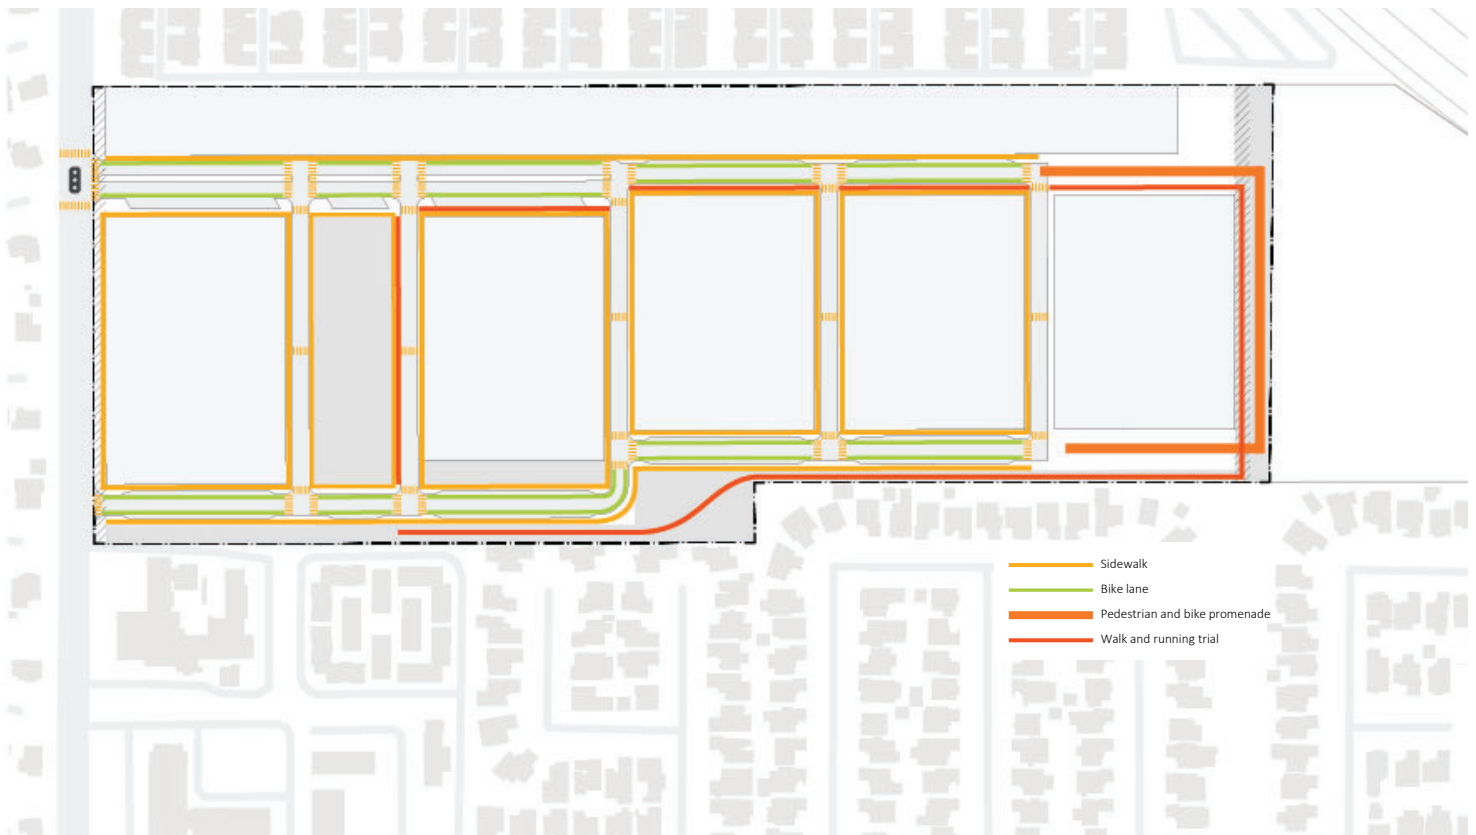 Sidewalk
Bike lane
Pedestrian and bike promenade
Walk and running trial